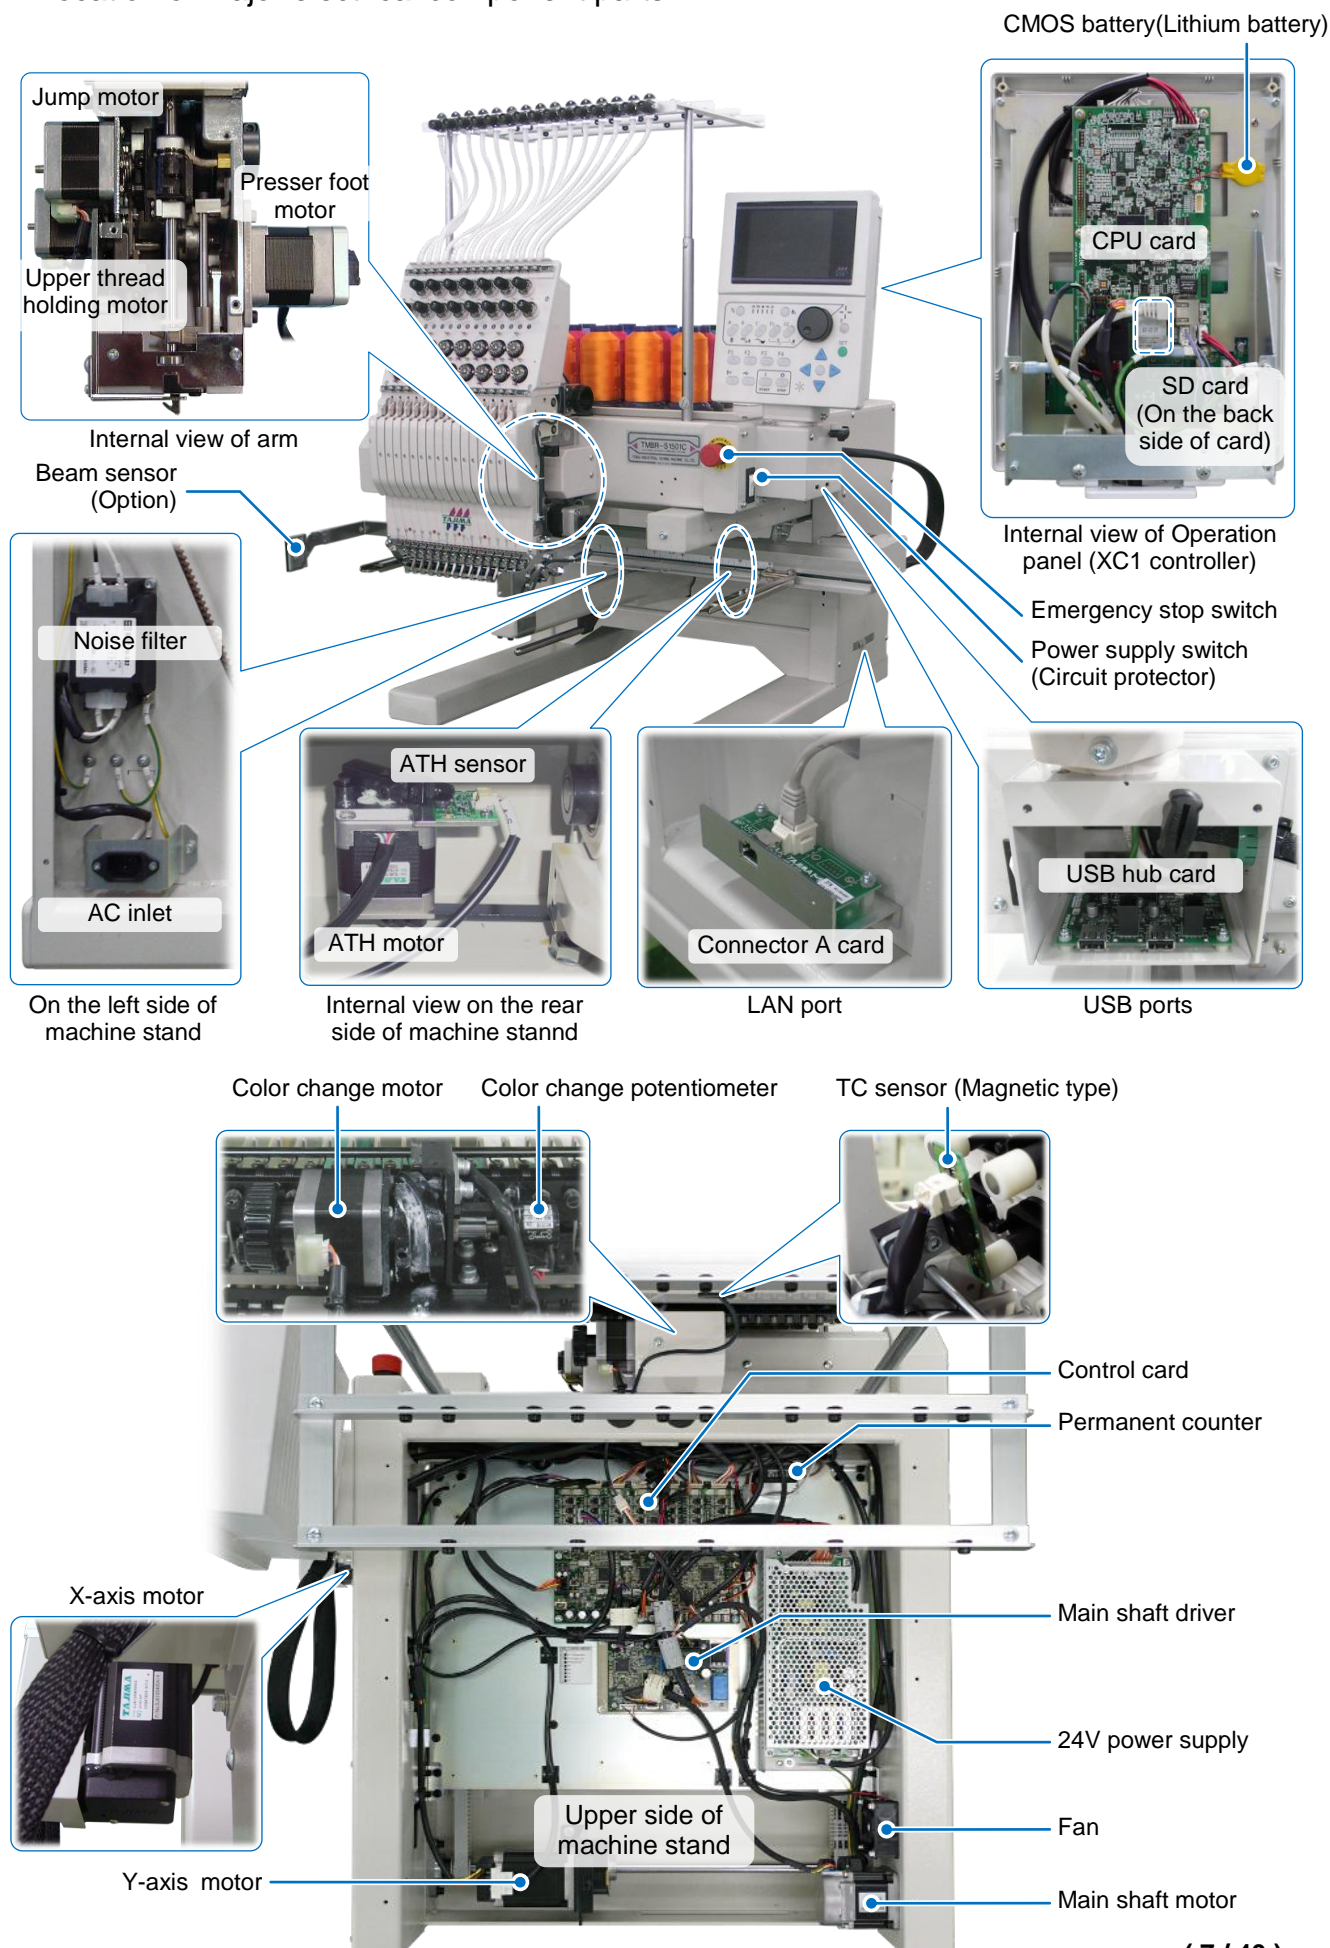 CMOS battery(Lithium battery)
Jump motor
Presser foot
motor
Upper thread
holding motor
Internal view of arm
CPU card
SD card
(On the back
side of card)
Internal view of Operation
panel (XC1 controller)
Beam sensor
(Option)
TMBR-S1501C
TAJIMA
Emergency stop switch
Power supply switch
(Circuit protector)
Noise filter
AC inlet
On the left side of
machine stand
ATH sensor
ATH motor
Internal view on the rear
side of machine stannd
Connector A card
LAN port
USB hub card
USB ports
Color change motor
Color change potentiometer
TC sensor (Magnetic type)
Control card
Permanent counter
X-axis motor
TAJIMA
Main shaft driver
24V power supply
Upper side of
machine stand
Fan
Y-axis motor
Main shaft motor